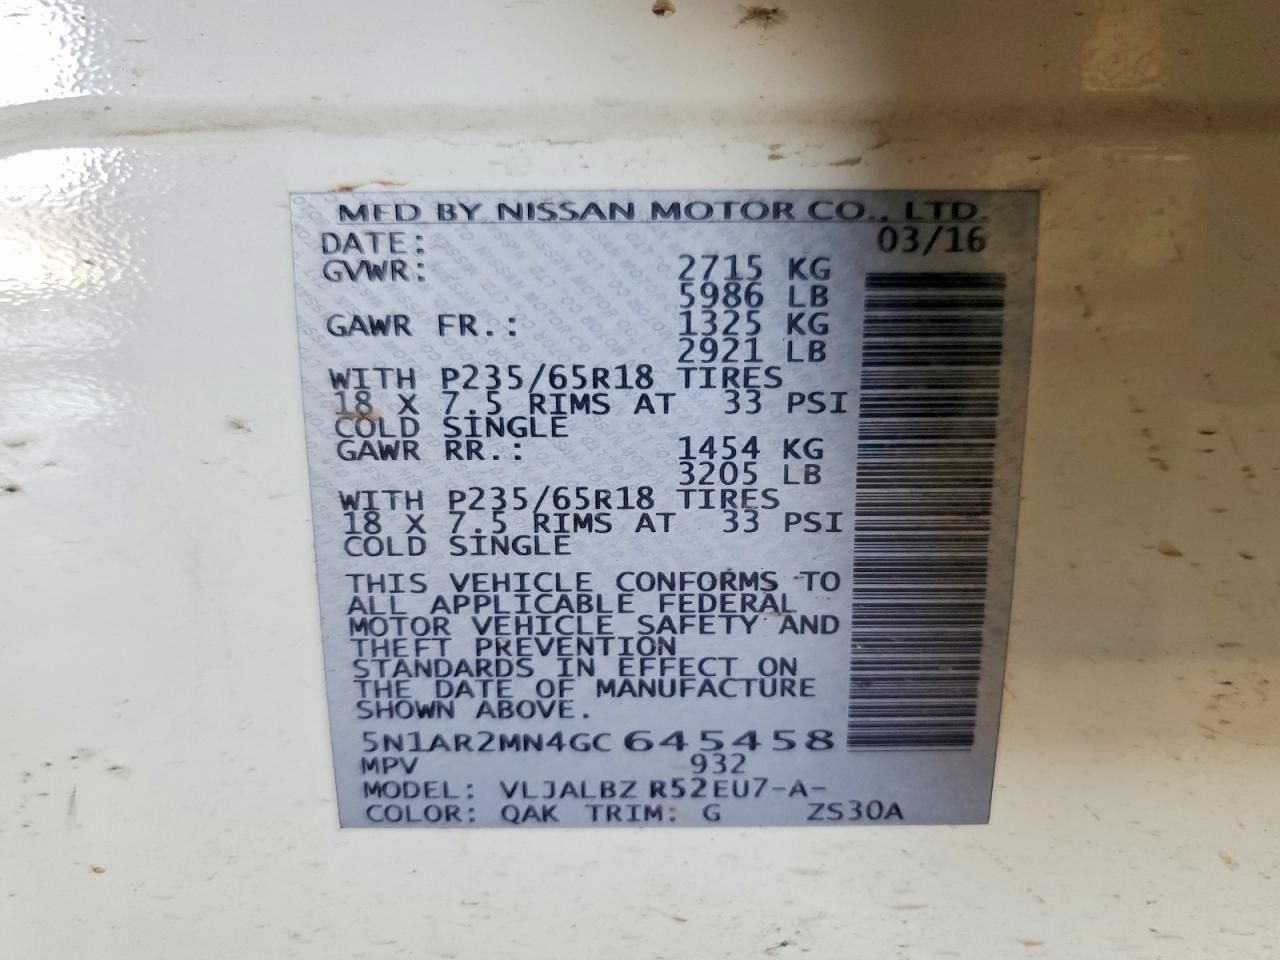 MFD BY NISSAN MOTOR CO., LTD.
DATE: 03/16
GVWR: 2715 KG
5986 LB
GAWR FR.: 1325 KG
2921 LB
WITH P235/65R18 TIRES
18 X 7.5 RIMS AT 33 PSI
COLD SINGLE
GAWR RR.: 1454 KG
3205 LB
WITH P235/65R18 TIRES
18 X 7.5 RIMS AT 33 PSI
COLD SINGLE
THIS VEHICLE CONFORMS TO
ALL APPLICABLE FEDERAL
MOTOR VEHICLE SAFETY AND
THEFT PREVENTION
STANDARDS IN EFFECT ON
THE DATE OF MANUFACTURE
SHOWN ABOVE.
5N1AR2MN4GC645458
MPV 932
MODEL: VLJALBZ R52EU7-A-
COLOR: QAK TRIM: G ZS30A